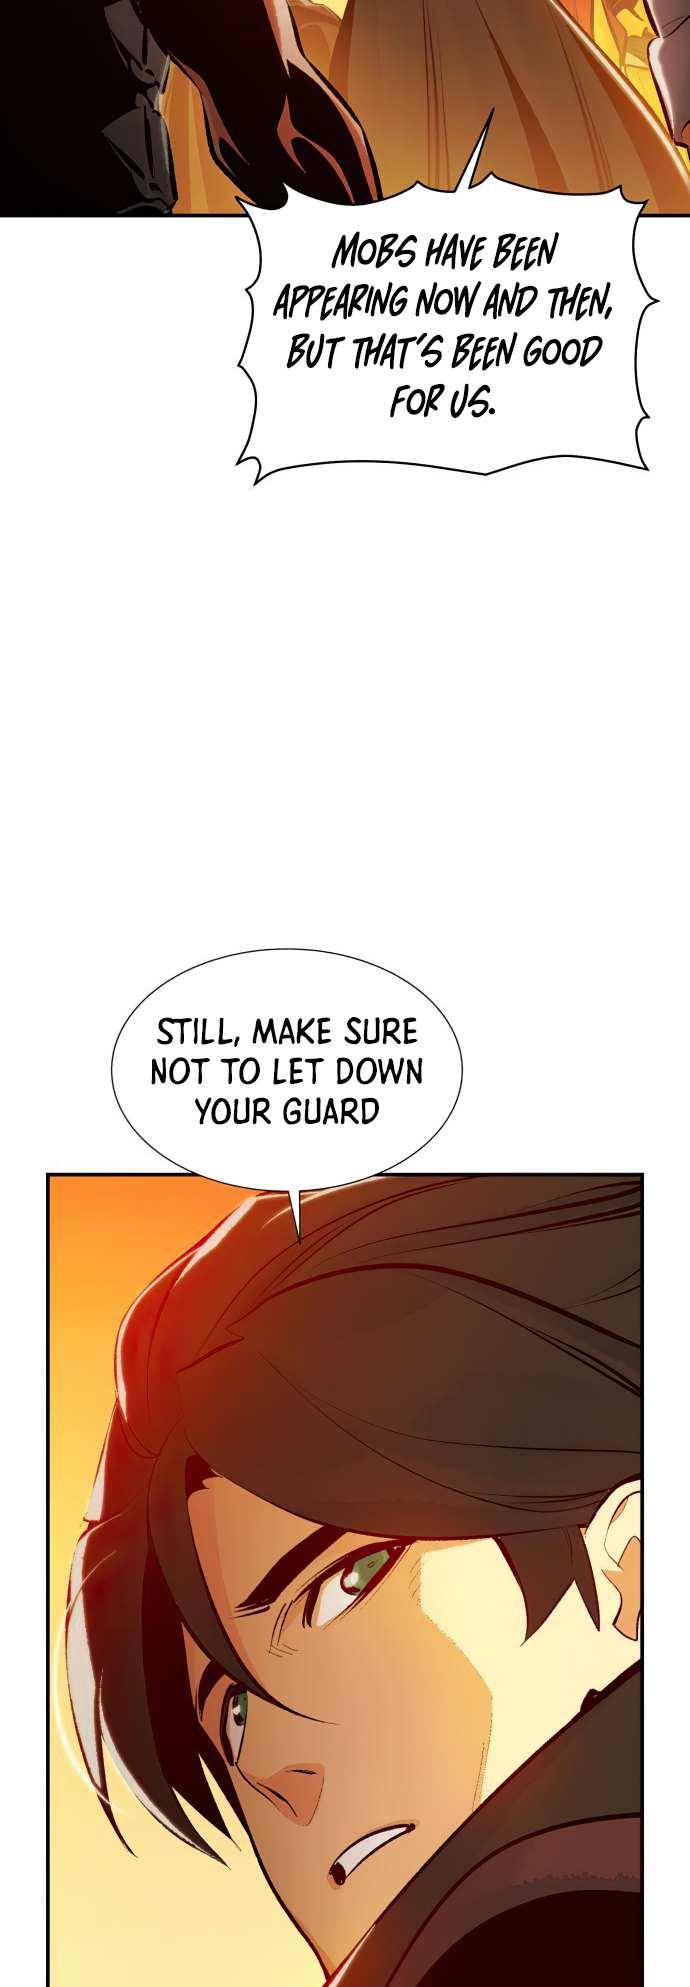 MOBS HAVE BEEN
APPEARING NOW AND THEN,
BUT THAT'S BEEN GOOD
FOR US.
STILL, MAKE SURE
NOT TO LET DOWN
YOUR GUARD